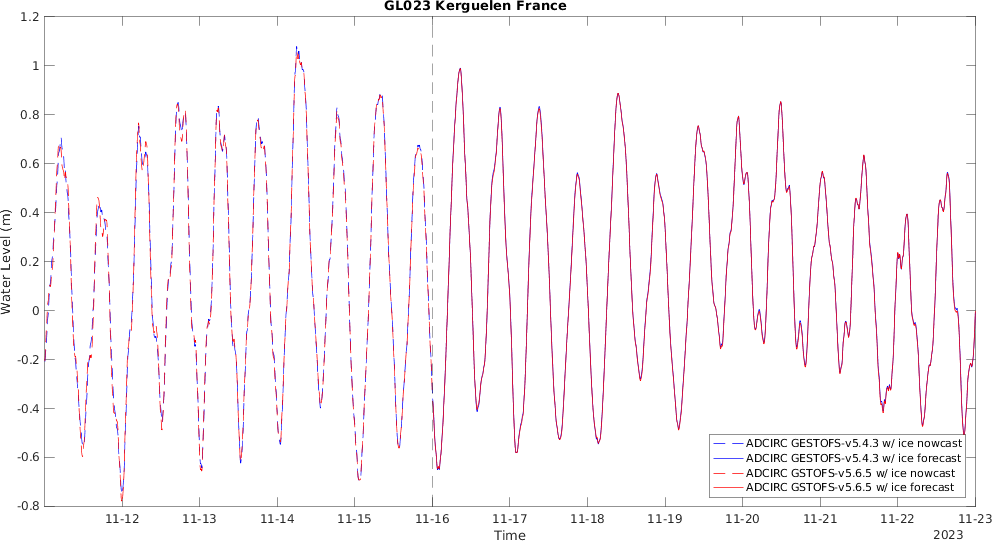 GL023 Kerguelen France
1.2
1
0.8
0.6
0.4
0.2
0
-0.2
-0.4
-0.6
-0.8
Water Level (m)
ADCIRC GESTOFS-v5.4.3 w/ ice nowcast
ADCIRC GESTOFS-v5.4.3 w/ ice forecast
ADCIRC GSTOFS-v5.6.5 w/ ice nowcast
ADCIRC GSTOFS-v5.6.5 w/ ice forecast
11-12 11-13 11-14 11-15 11-16 11-17 11-18 11-19 11-20 11-21 11-22 11-23
Time
2023